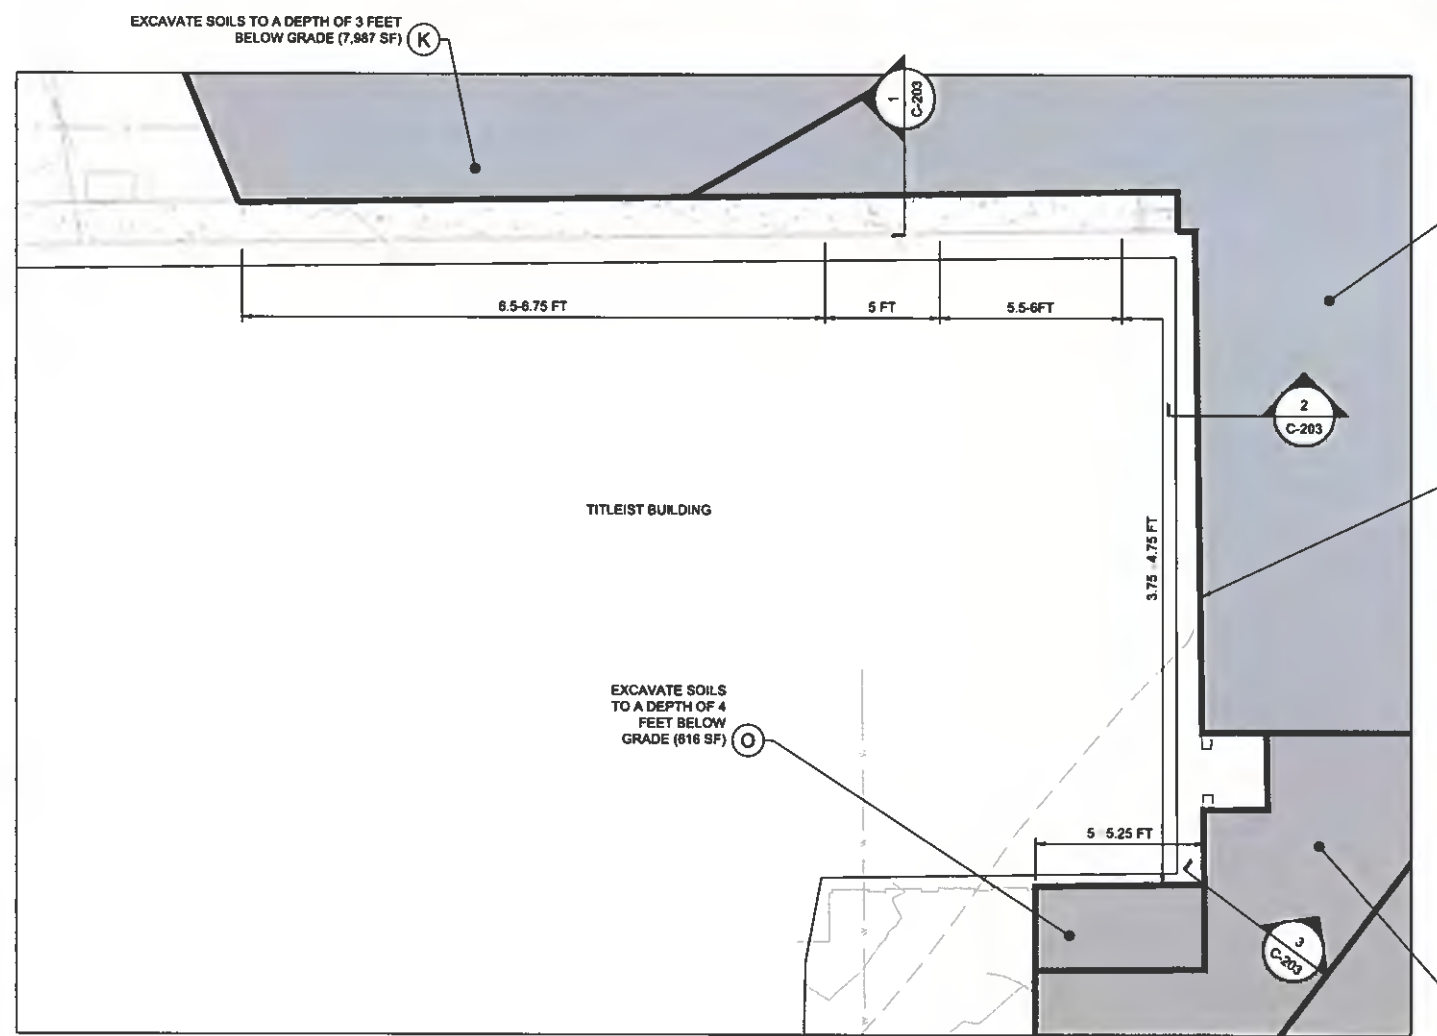 EXCAVATE SOILS TO A DEPTH OF 3 FEET
BELOW GRADE (7,987 SF) K
1
C-203
6.5-6.75 FT
5 FT
5.5-6FT
2
C-203
TITLEIST BUILDING
3.75 - 4.75 FT
EXCAVATE SOILS
TO A DEPTH OF 4
FEET BELOW
GRADE (616 SF) O
5 - 5.25 FT
3
C-203